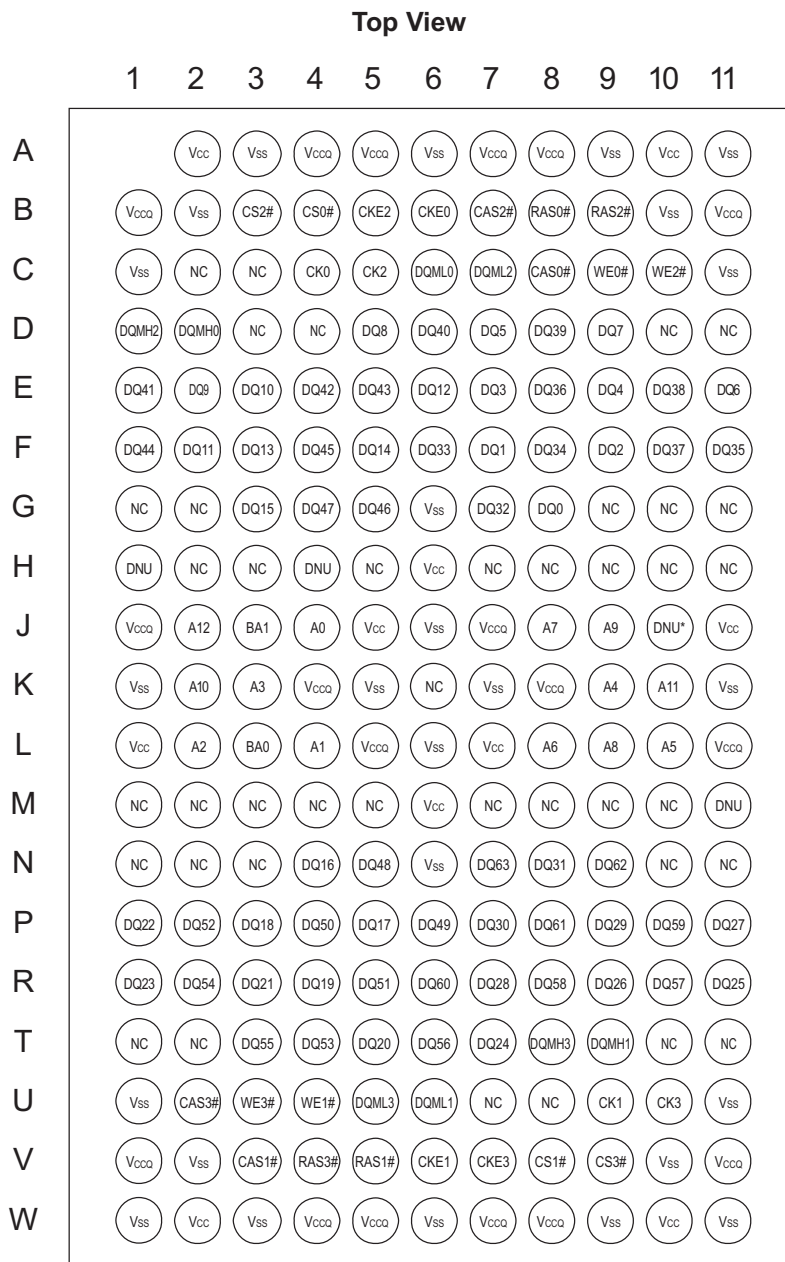 Top View
1 2 3 4 5 6 7 8 9 10 11
A Vcc Vss VccQ VccQ Vss VccQ VccQ Vss Vcc Vss
B VccQ Vss CS2# CS0# CKE2 CKE0 CAS2# RAS0# RAS2# Vss VccQ
C Vss NC NC CK0 CK2 DQML0 DQML2 CAS0# WE0# WE2# Vss
D DQMH2 DQMH0 NC NC DQ8 DQ40 DQ5 DQ39 DQ7 NC NC
E DQ41 DQ9 DQ10 DQ42 DQ43 DQ12 DQ3 DQ36 DQ4 DQ38 DQ6
F DQ44 DQ11 DQ13 DQ45 DQ14 DQ33 DQ1 DQ34 DQ2 DQ37 DQ35
G NC NC DQ15 DQ47 DQ46 Vss DQ32 DQ0 NC NC NC
H DNU NC NC DNU NC Vcc NC NC NC NC NC
J VccQ A12 BA1 A0 Vcc Vss VccQ A7 A9 DNU* Vcc
K Vss A10 A3 VccQ Vss NC Vss VccQ A4 A11 Vss
L Vcc A2 BA0 A1 VccQ Vss Vcc A6 A8 A5 VccQ
M NC NC NC NC NC Vcc NC NC NC NC DNU
N NC NC NC DQ16 DQ48 Vss DQ63 DQ31 DQ62 NC NC
P DQ22 DQ52 DQ18 DQ50 DQ17 DQ49 DQ30 DQ61 DQ29 DQ59 DQ27
R DQ23 DQ54 DQ21 DQ19 DQ51 DQ60 DQ28 DQ58 DQ26 DQ57 DQ25
T NC NC DQ55 DQ53 DQ20 DQ56 DQ24 DQMH3 DQMH1 NC NC
U Vss CAS3# WE3# WE1# DQML3 DQML1 NC NC CK1 CK3 Vss
V VccQ Vss CAS1# RAS3# RAS1# CKE1 CKE3 CS1# CS3# Vss VccQ
W Vss Vcc Vss VccQ VccQ Vss VccQ VccQ Vss Vcc Vss